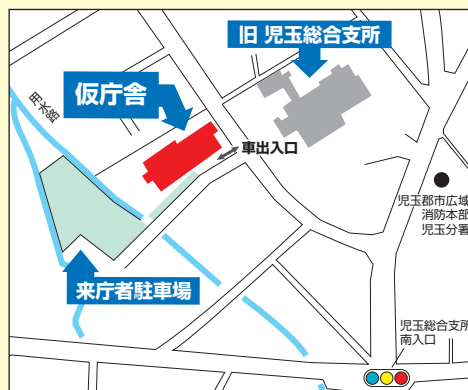 旧 児玉総合支所
仮庁舎
用水路
車出入口
児玉郡市広域
消防本部
児玉分署
来庁者駐車場
児玉総合支所
南入口